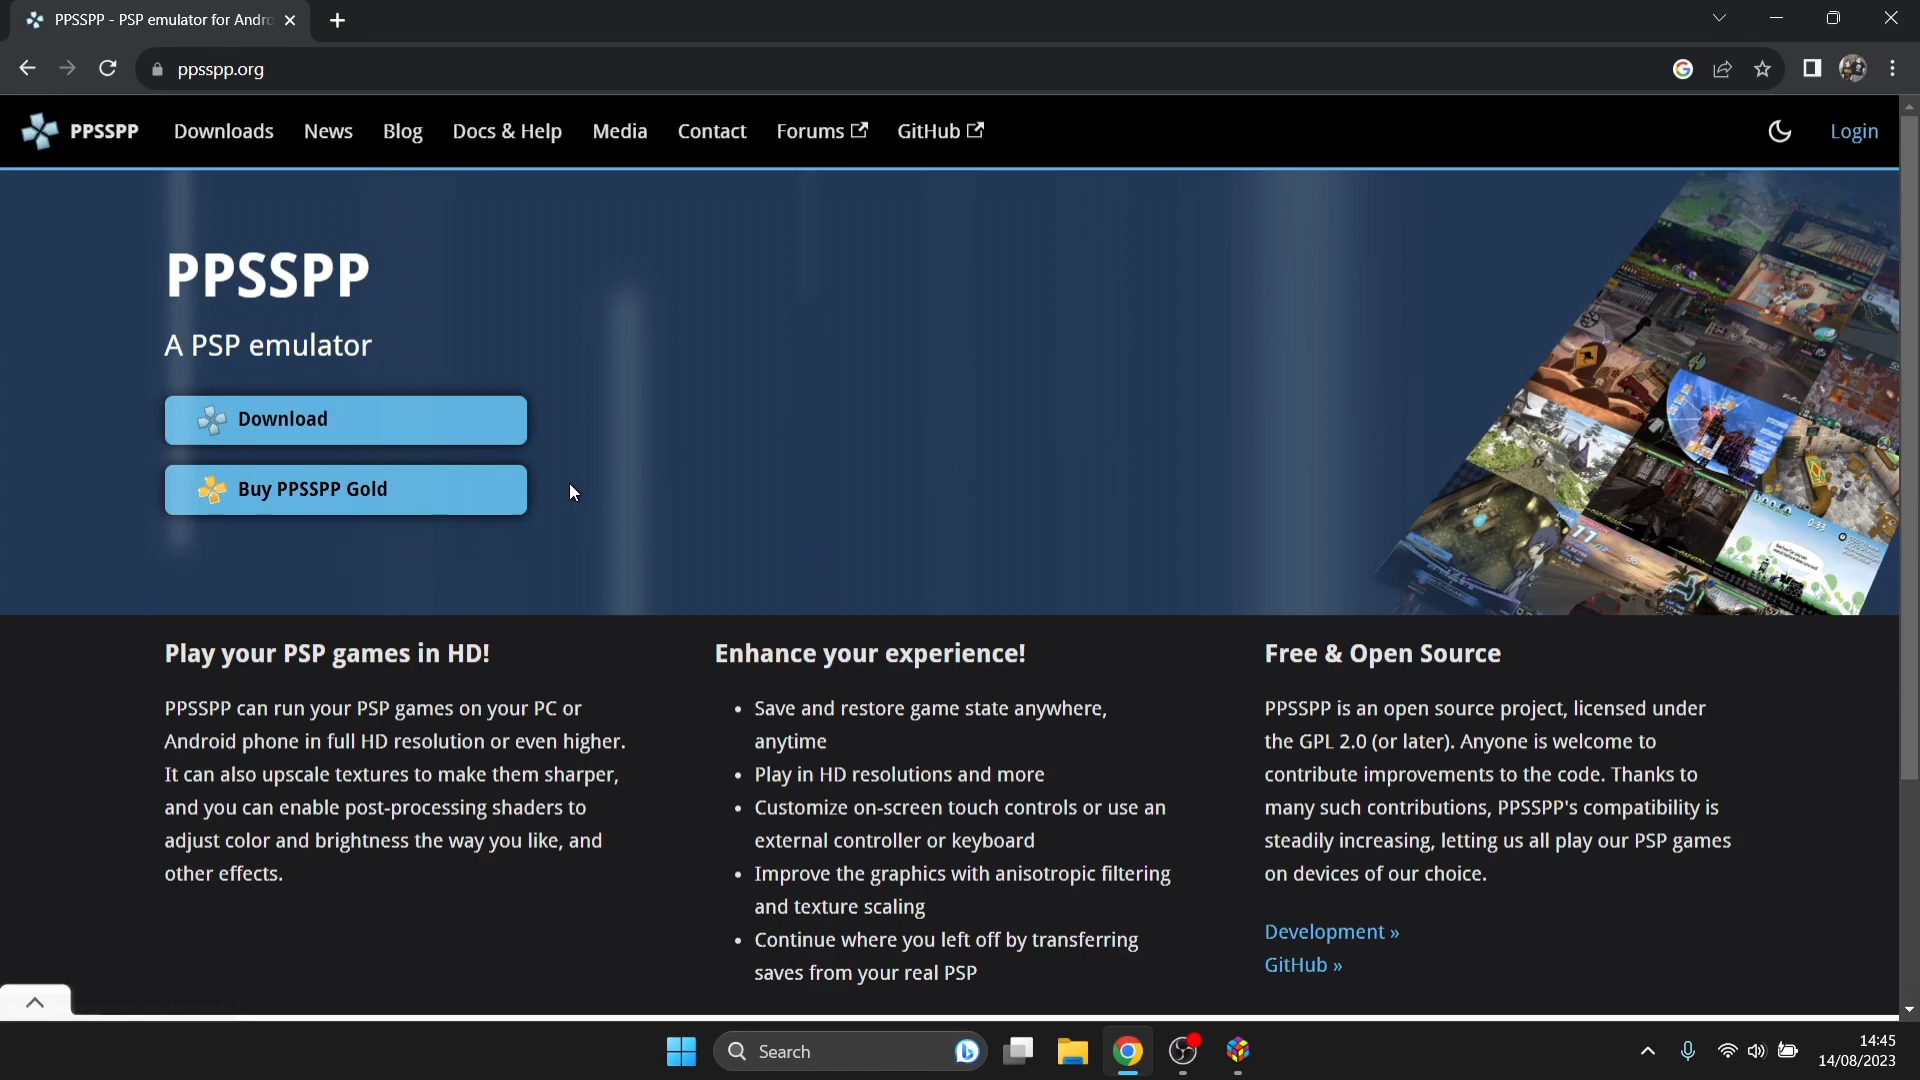 PPSSPP - PSP emulator for Andro
ppsspp.org
PPSSPP Downloads News Blog Docs & Help Media Contact Forums GitHub Login
PPSSPP
A PSP emulator
Download
Buy PPSSPP Gold
Play your PSP games in HD!
PPSSPP can run your PSP games on your PC or
Android phone in full HD resolution or even higher.
It can also upscale textures to make them sharper,
and you can enable post-processing shaders to
adjust color and brightness the way you like, and
other effects.
Enhance your experience!
• Save and restore game state anywhere,
anytime
• Play in HD resolutions and more
• Customize on-screen touch controls or use an
external controller or keyboard
• Improve the graphics with anisotropic filtering
and texture scaling
• Continue where you left off by transferring
saves from your real PSP
Free & Open Source
PPSSPP is an open source project, licensed under
the GPL 2.0 (or later). Anyone is welcome to
contribute improvements to the code. Thanks to
many such contributions, PPSSPP's compatibility is
steadily increasing, letting us all play our PSP games
on devices of our choice.
Development »
GitHub »
Search
14:45
14/08/2023